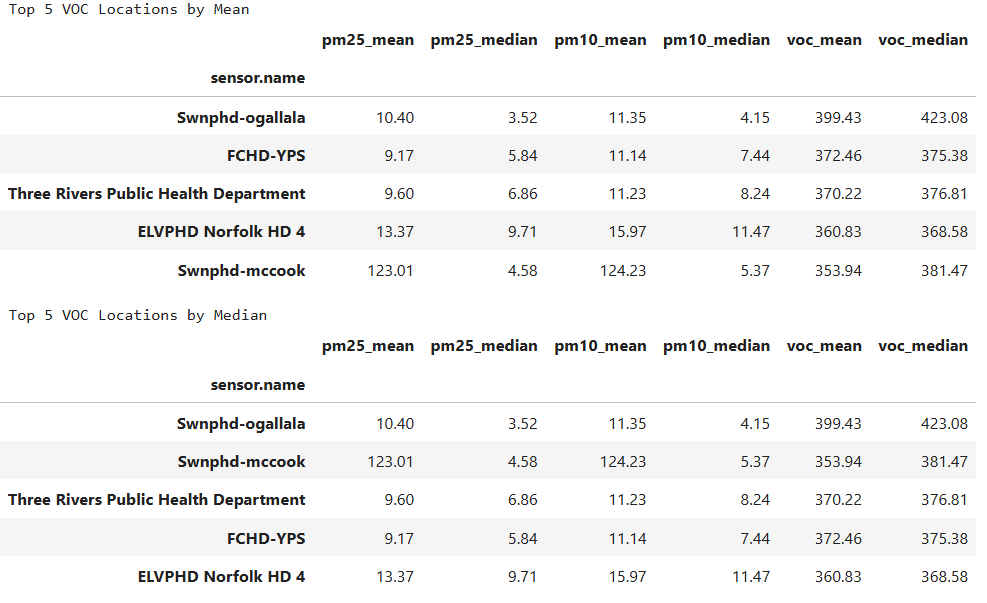 Top 5 VOC Locations by Mean
pm25_mean pm25_median pm10_mean pm10_median voc_mean voc_median
sensor.name
Swnphd-ogallala 10.40 3.52 11.35 4.15 399.43 423.08
FCHD-YPS 9.17 5.84 11.14 7.44 372.46 375.38
Three Rivers Public Health Department 9.60 6.86 11.23 8.24 370.22 376.81
ELVPHD Norfolk HD 4 13.37 9.71 15.97 11.47 360.83 368.58
Swnphd-mccook 123.01 4.58 124.23 5.37 353.94 381.47
Top 5 VOC Locations by Median
pm25_mean pm25_median pm10_mean pm10_median voc_mean voc_median
sensor.name
Swnphd-ogallala 10.40 3.52 11.35 4.15 399.43 423.08
Swnphd-mccook 123.01 4.58 124.23 5.37 353.94 381.47
Three Rivers Public Health Department 9.60 6.86 11.23 8.24 370.22 376.81
FCHD-YPS 9.17 5.84 11.14 7.44 372.46 375.38
ELVPHD Norfolk HD 4 13.37 9.71 15.97 11.47 360.83 368.58